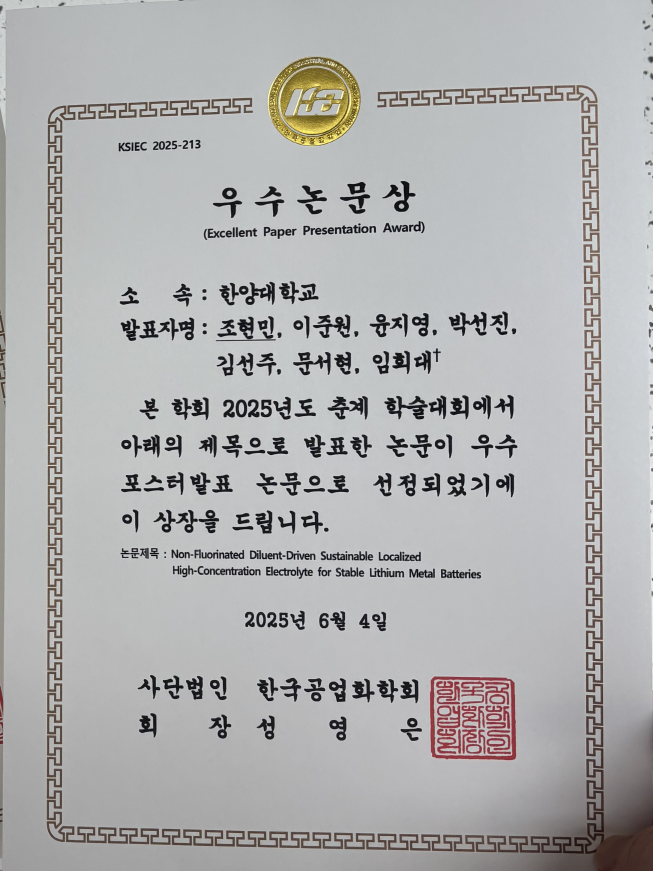 KSIEC 2025-213
우수논문상
(Excellent Paper Presentation Award)
소 속 : 한양대학교
발표자명 : 조현민, 이준원, 윤지영, 박선진,
김선주, 문서현, 임희대†
본 학회 2025년도 춘계 학술대회에서
아래의 제목으로 발표한 논문이 우수
포스터발표 논문으로 선정되었기에
이 상장을 드립니다.
논문제목 : Non-Fluorinated Diluent-Driven Sustainable Localized
High-Concentration Electrolyte for Stable Lithium Metal Batteries
2025년 6월 4일
사단법인 한국공업화학회
회 장 성 영 은